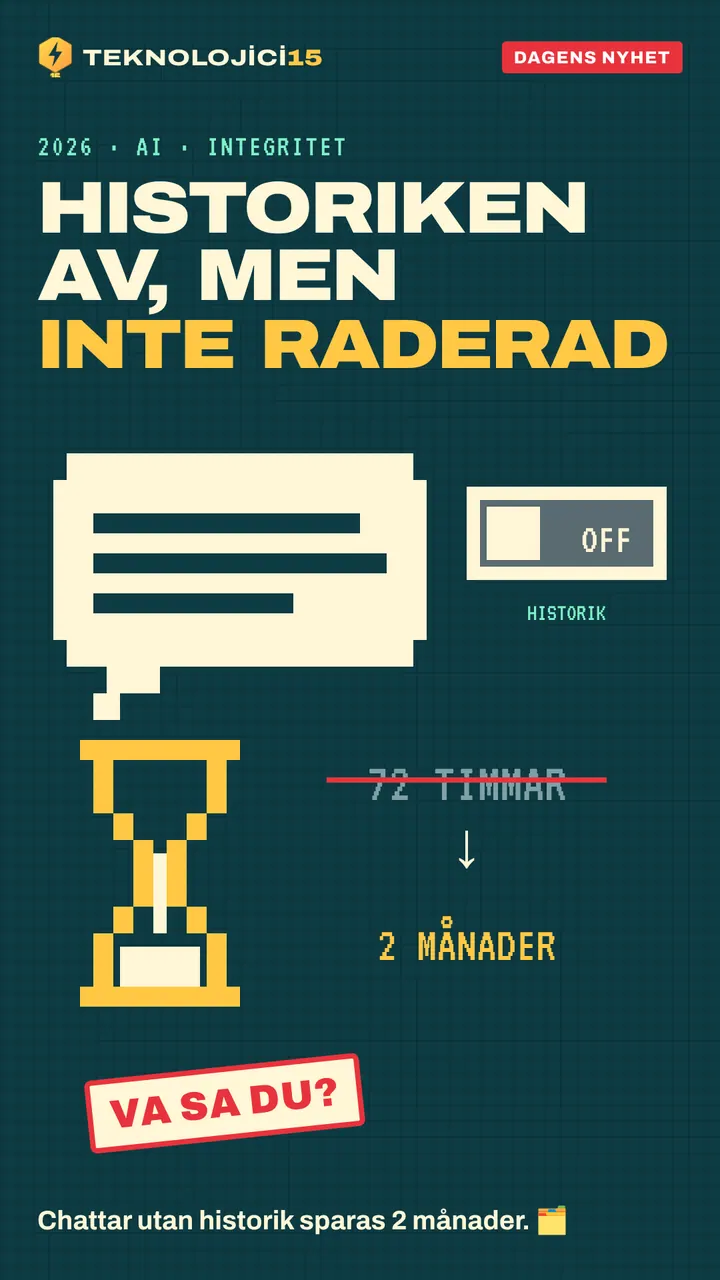 TEKNOLOJİCİ15
DAGENS NYHET
2026 · AI · INTEGRITET
HISTORIKEN
AV, MEN
INTE RADERAD
OFF
HISTORIK
72 TIMMAR
↓
2 MÅNADER
VA SA DU?
Chattar utan historik sparas 2 månader. 🗂️